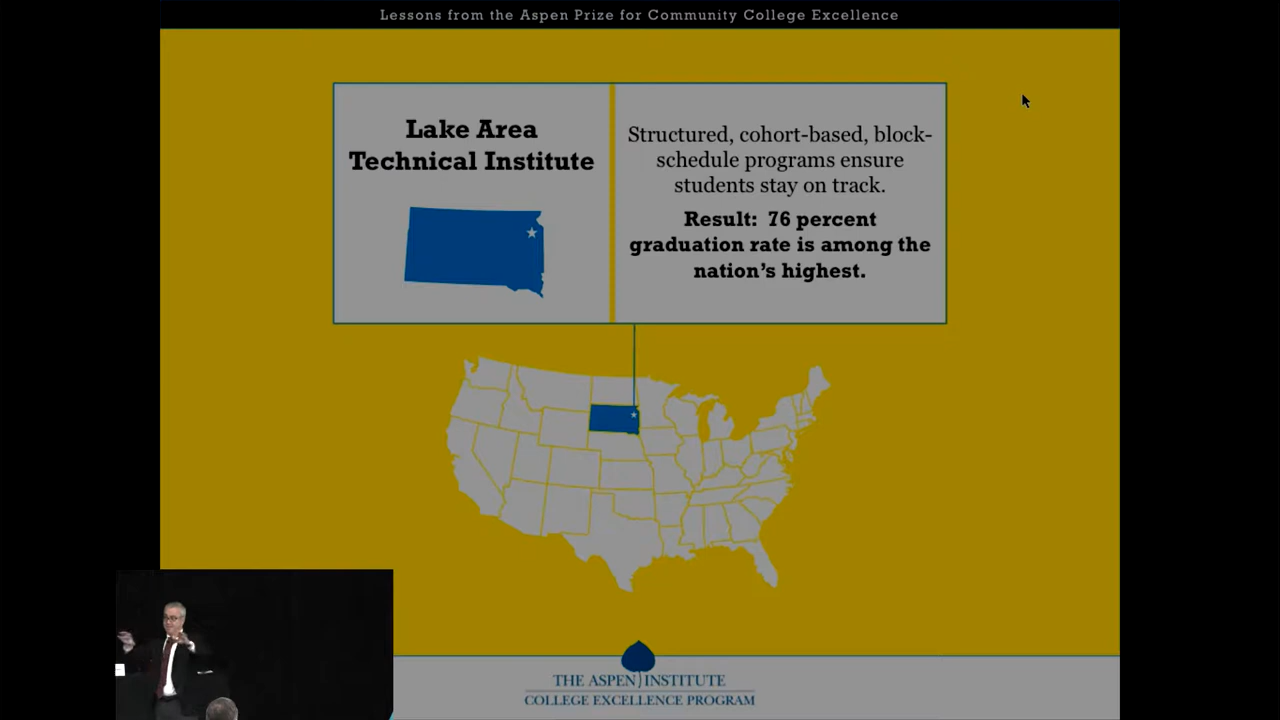 Lessons from the Aspen Prize for Community College Excellence
Lake Area
Technical Institute
Structured, cohort-based, block-
schedule programs ensure
students stay on track.
Result: 76 percent
graduation rate is among the
nation's highest.
THE ASPEN INSTITUTE
COLLEGE EXCELLENCE PROGRAM